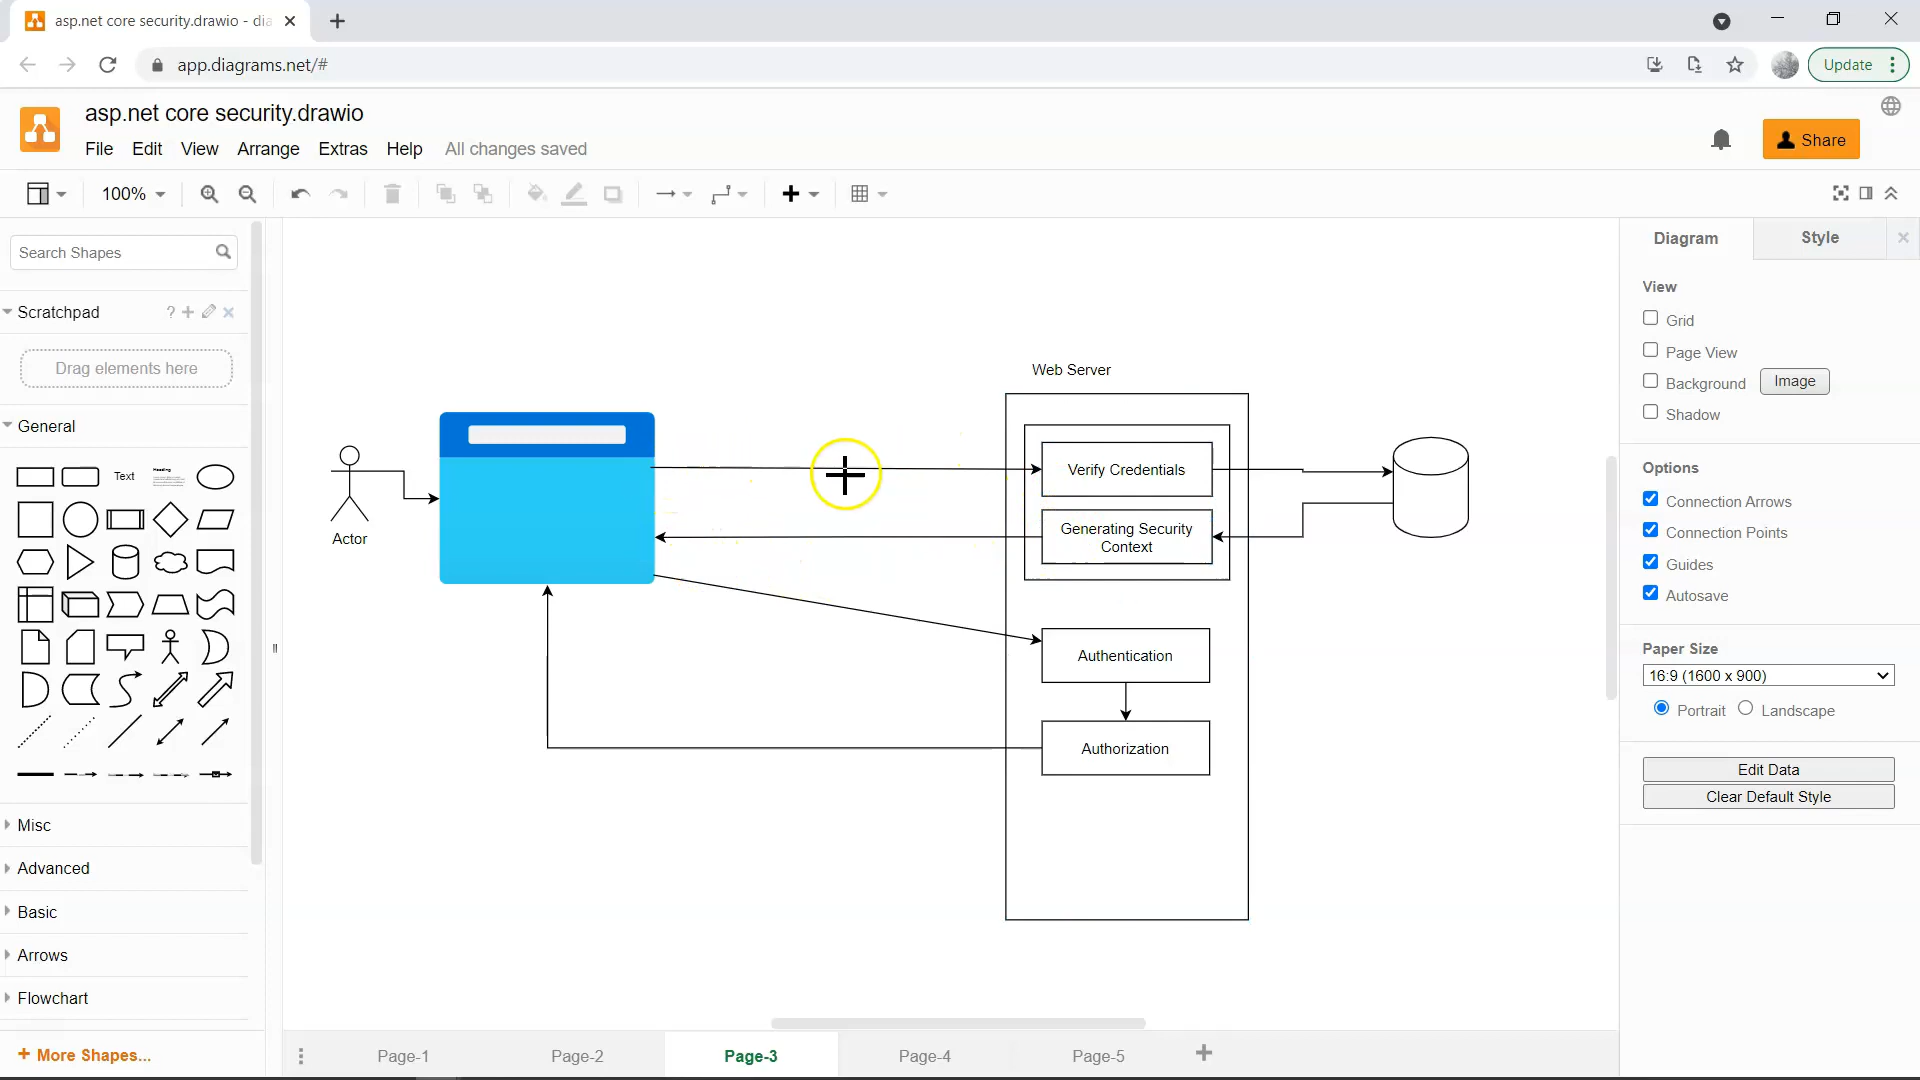 asp.net core security.drawio - dia
app.diagrams.net/#
Update
asp.net core security.drawio
File Edit View Arrange Extras Help All changes saved
Share
100%
Search Shapes
Scratchpad
?
Drag elements here
General
Text
Heading
Misc
Advanced
Basic
Arrows
Flowchart
+ More Shapes...
Actor
Web Server
Verify Credentials
Generating Security
Context
Authentication
Authorization
Page-1 Page-2 Page-3 Page-4 Page-5
Diagram Style
View
Grid
Page View
Background Image
Shadow
Options
Connection Arrows
Connection Points
Guides
Autosave
Paper Size
16:9 (1600 x 900)
Portrait Landscape
Edit Data
Clear Default Style